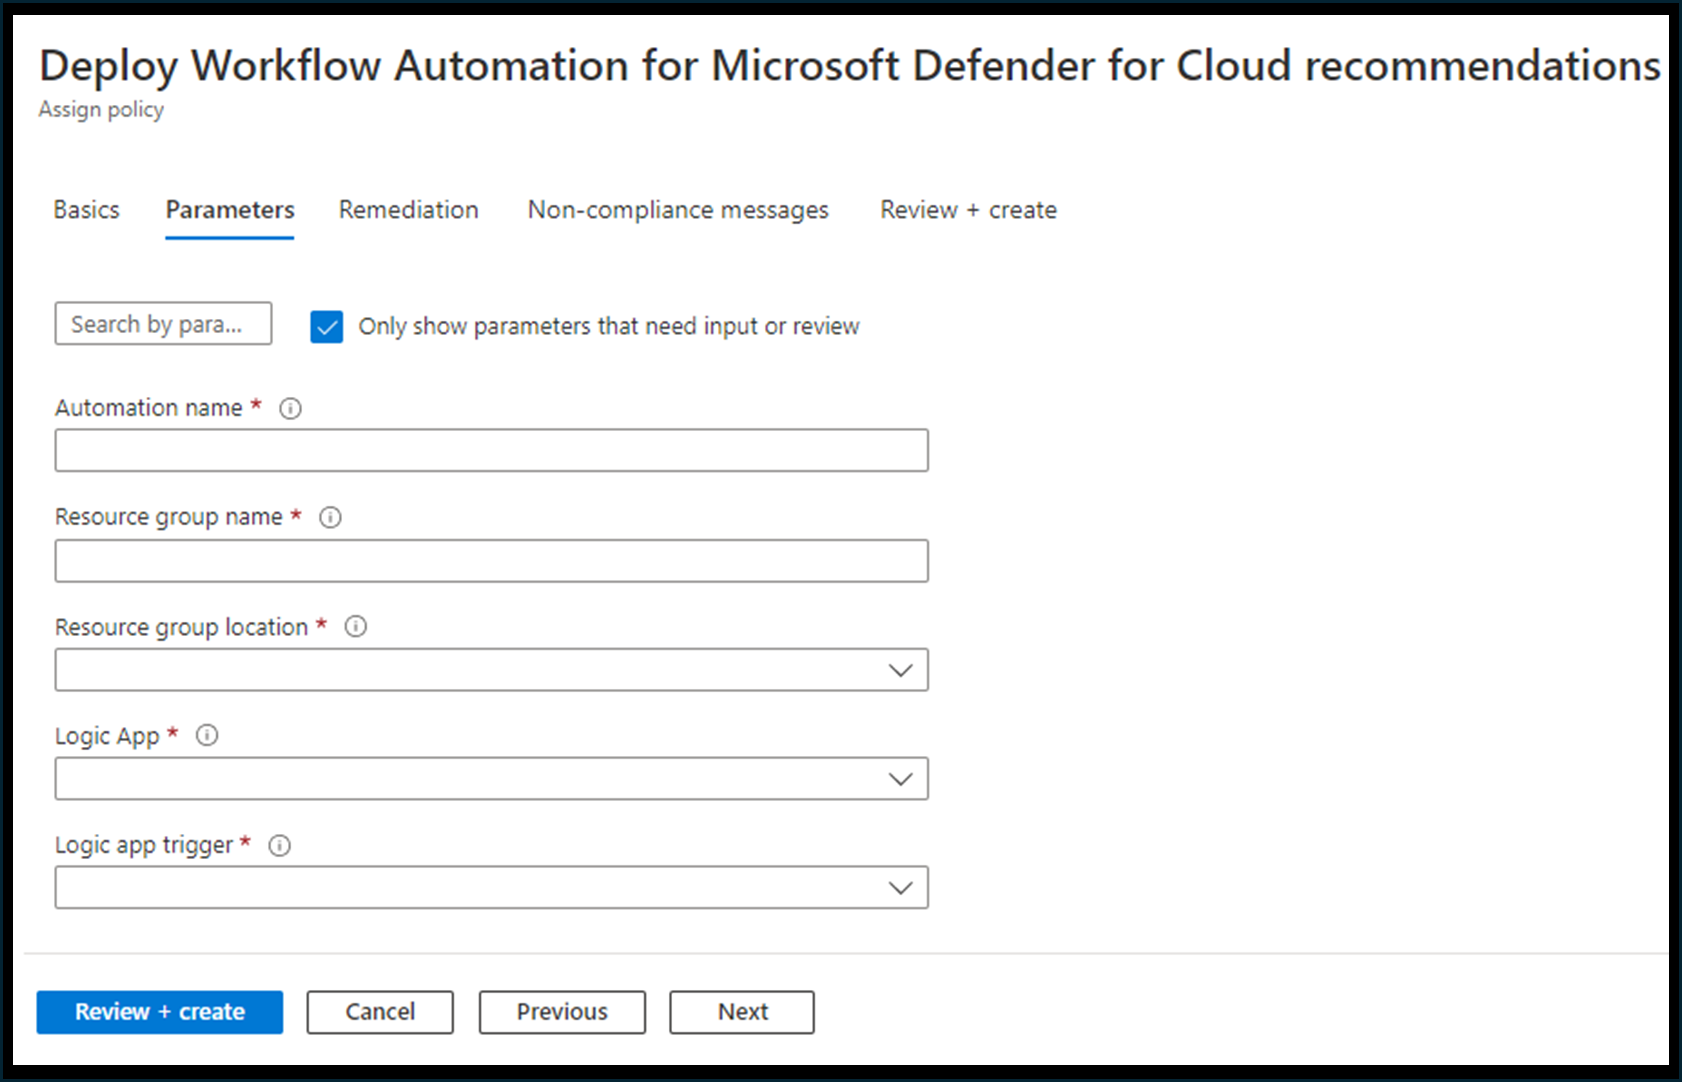 Deploy Workflow Automation for Microsoft Defender for Cloud recommendations
Assign policy
Basics Parameters Remediation Non-compliance messages Review + create
Search by para... Only show parameters that need input or review
Automation name *
Resource group name *
Resource group location *
Logic App *
Logic app trigger *
Review + create Cancel Previous Next